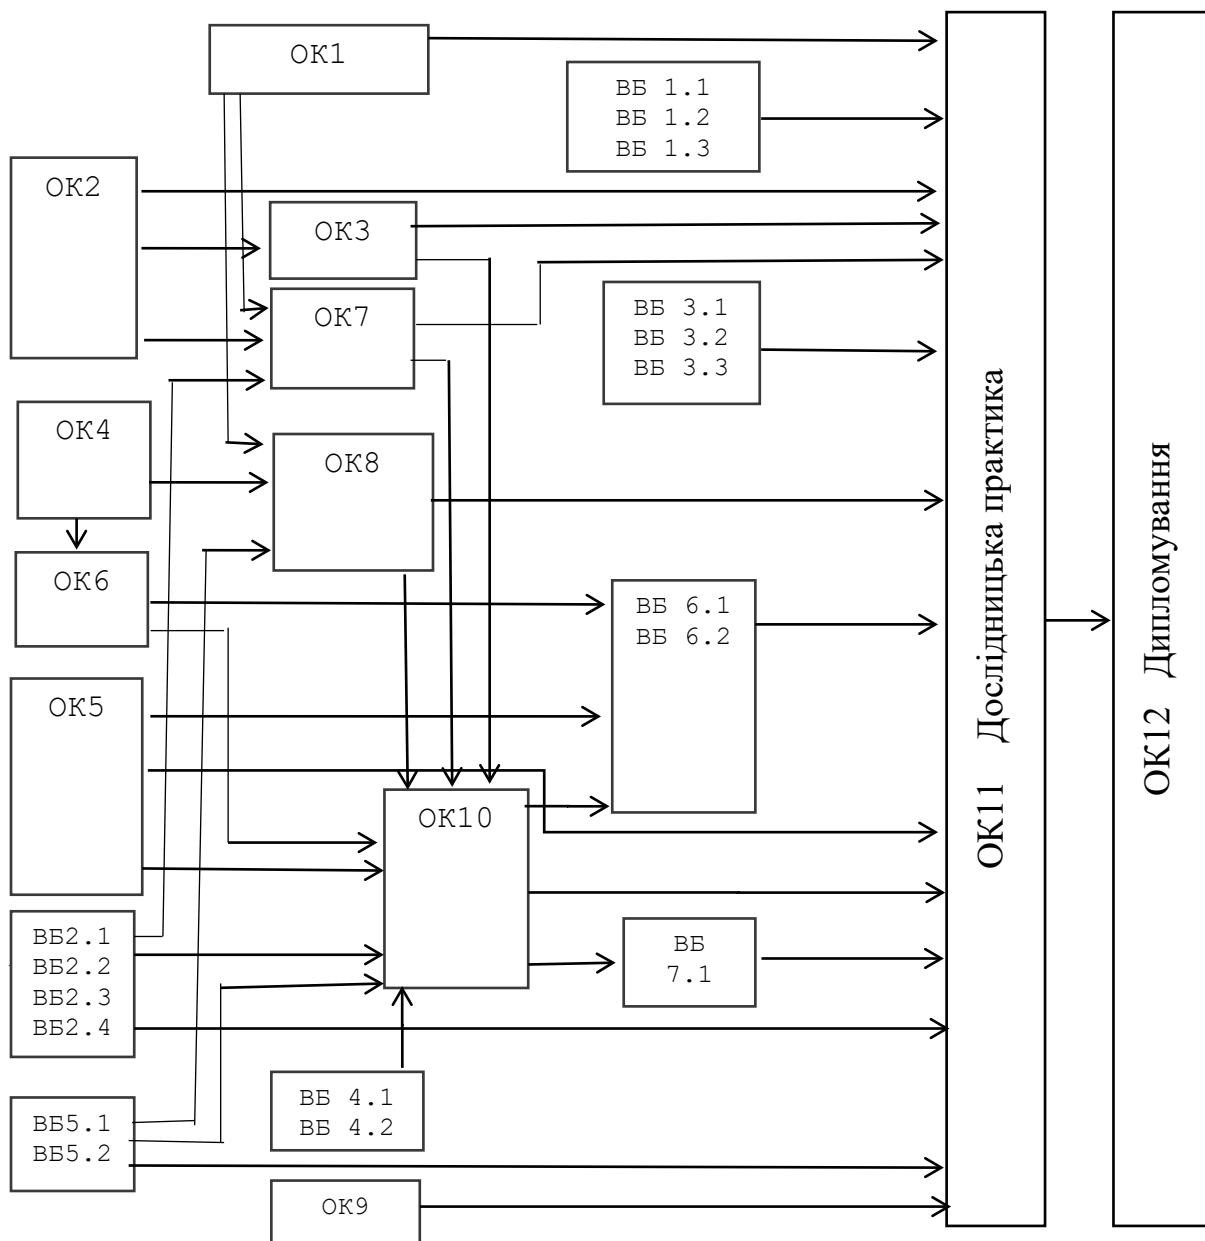 ОК1
ВБ 1.1
ВБ 1.2
ВБ 1.3
ОК2
ОК3
ОК7
ВБ 3.1
ВБ 3.2
ВБ 3.3
ОК4
ОК8
ОК6
ВБ 6.1
ВБ 6.2
ОК5
ОК10
ВБ2.1
ВБ2.2
ВБ2.3
ВБ2.4
ВБ
7.1
ВБ 4.1
ВБ 4.2
ВБ5.1
ВБ5.2
ОК9
ОК11 Дослідницька практика
ОК12 Дипломування